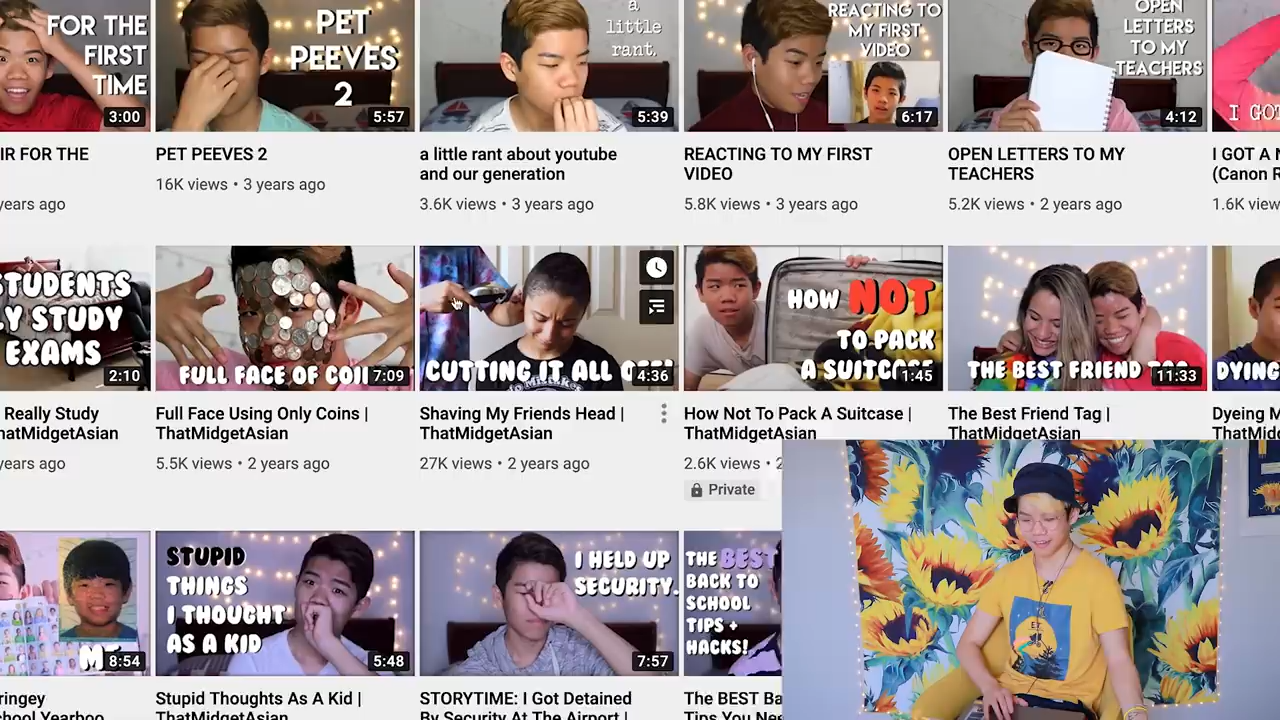 FOR THE
FIRST
TIME
3:00
PET
PEEVES
2
5:57
a
little
rant.
5:39
REACTING TO
MY FIRST
VIDEO
6:17
OPEN
LETTERS
TO MY
TEACHERS
4:12
I GOT
IR FOR THE
years ago
PET PEEVES 2
16K views • 3 years ago
a little rant about youtube
and our generation
3.6K views • 3 years ago
REACTING TO MY FIRST
VIDEO
5.8K views • 3 years ago
OPEN LETTERS TO MY
TEACHERS
5.2K views • 2 years ago
I GOT A
(Canon R
1.6K view
STUDENTS
LY STUDY
EXAMS
2:10
FULL FACE OF COI
7:09
CUTTING IT ALL O
4:36
HOW NOT
TO PACK
A SUITC
1:45
THE BEST FRIEND T
11:33
DYING
Really Study
hatMidgetAsian
years ago
Full Face Using Only Coins |
ThatMidgetAsian
5.5K views • 2 years ago
Shaving My Friends Head |
ThatMidgetAsian
27K views • 2 years ago
How Not To Pack A Suitcase |
ThatMidgetAsian
2.6K views • 2
Private
The Best Friend Tag |
ThatMidgetAsian
Dyeing M
ThatMidg
M
8:54
STUPID
THINGS
I THOUGHT
AS A KID
5:48
I HELD UP
SECURITY.
7:57
THE BEST
BACK TO
SCHOOL
TIPS +
HACKS!
ringey
chool Yearboo
Stupid Thoughts As A Kid |
ThatMidgetAsian
STORYTIME: I Got Detained
By Security At The Airport |
The BEST Ba
Tips You Nee